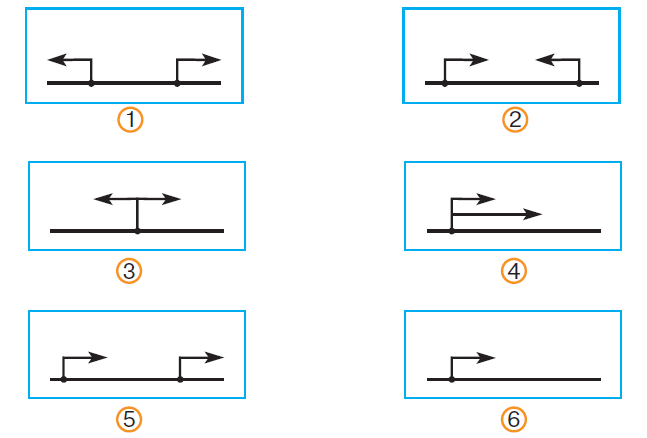 ① ②
③ ④
⑤ ⑥